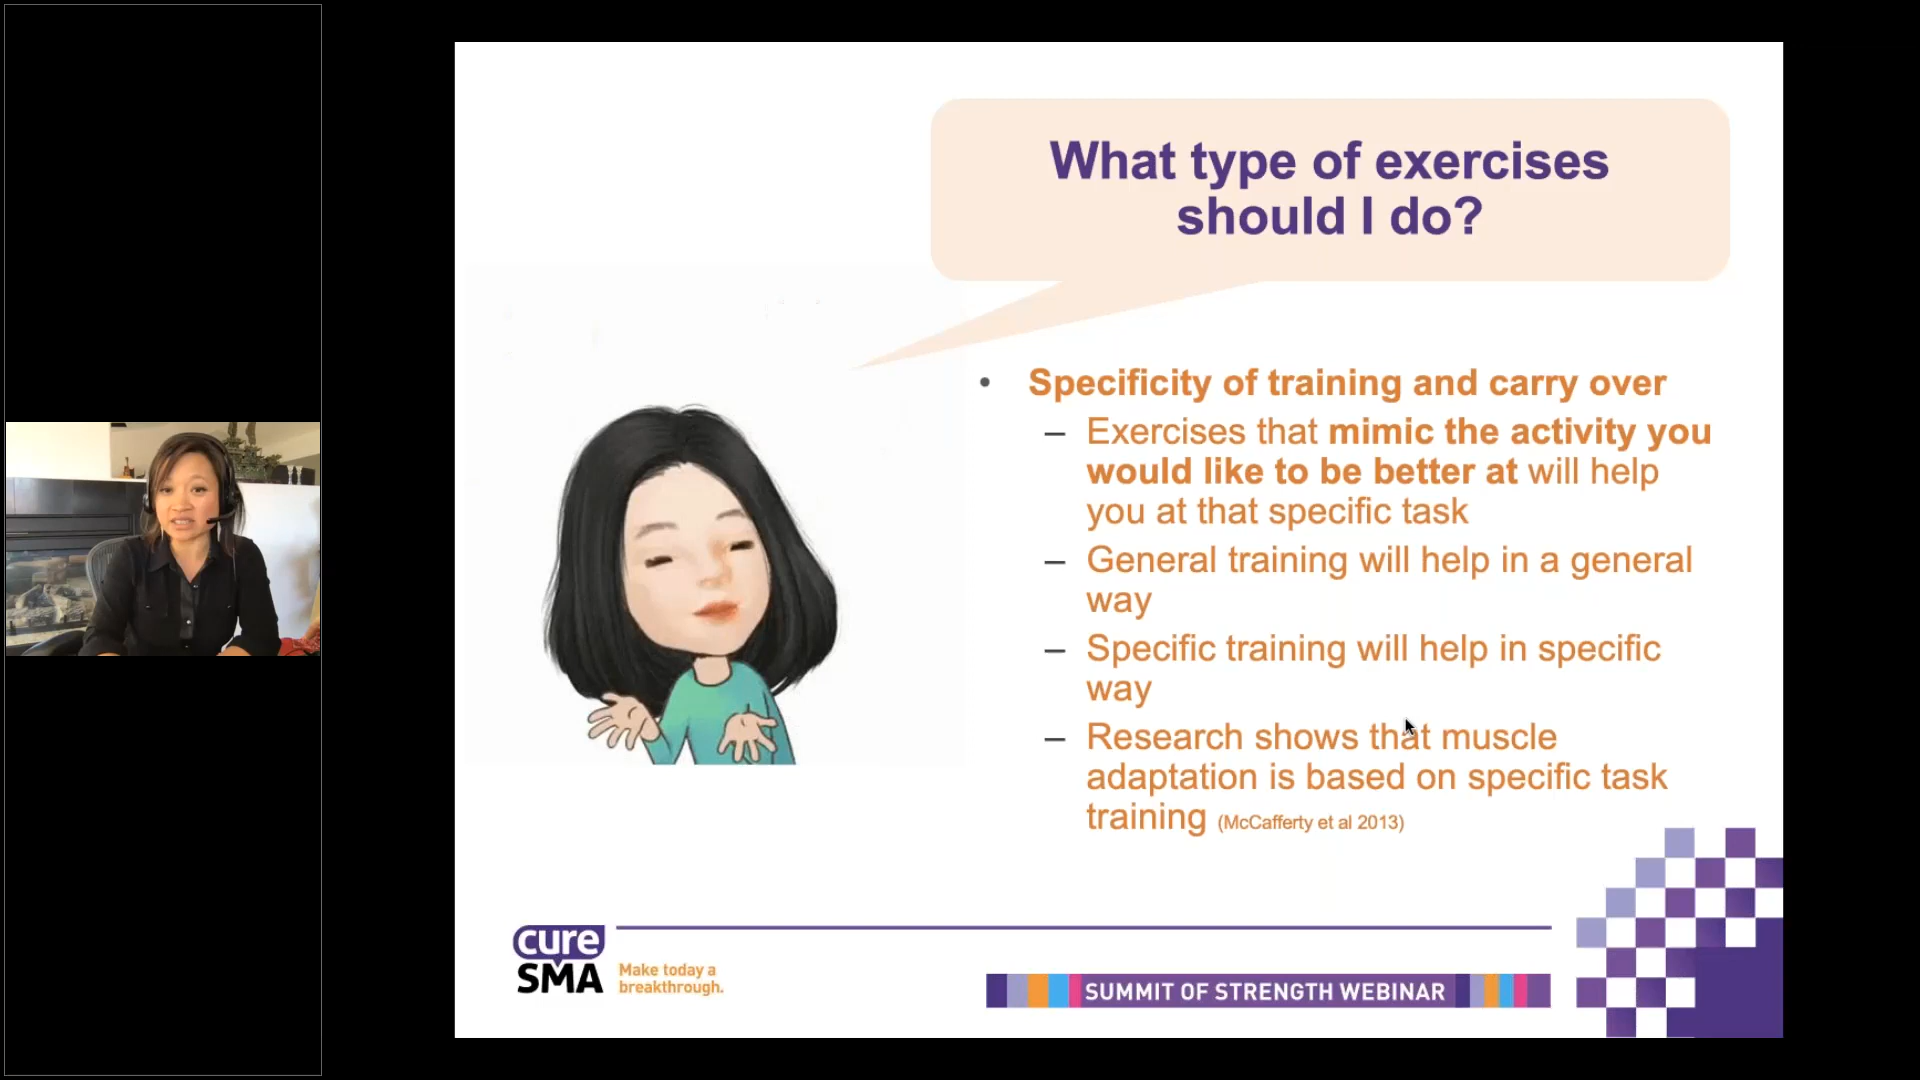 What type of exercises
should I do?
• Specificity of training and carry over
– Exercises that mimic the activity you
would like to be better at will help
you at that specific task
– General training will help in a general
way
– Specific training will help in specific
way
– Research shows that muscle
adaptation is based on specific task
training (McCafferty et al 2013)
cure
SMA
Make today a
breakthrough.
SUMMIT OF STRENGTH WEBINAR